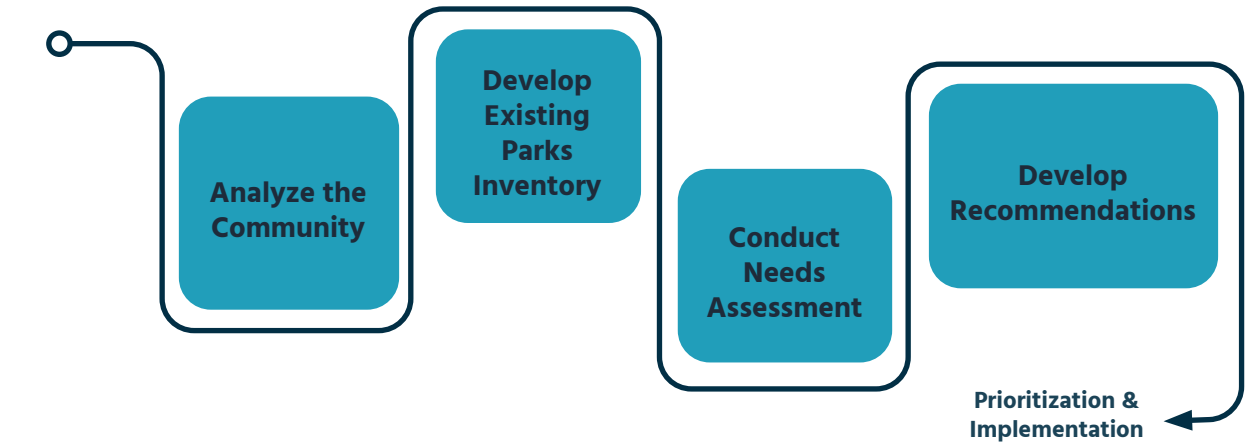 Analyze the
Community
Develop
Existing
Parks
Inventory
Conduct
Needs
Assessment
Develop
Recommendations
Prioritization &
Implementation